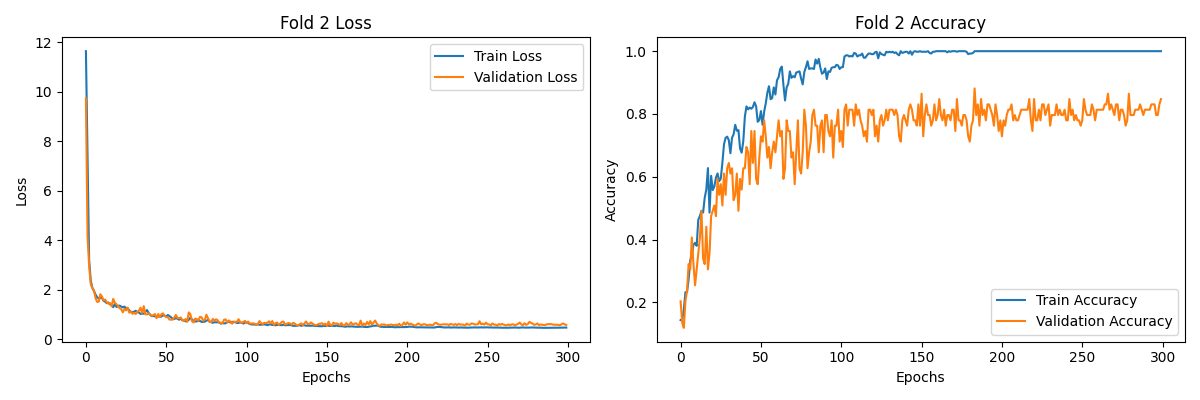 Fold 2 Loss
12
10
8
6
4
2
0
Loss
Train Loss
Validation Loss
0
50
100
150
200
250
300
Epochs
Fold 2 Accuracy
1.0
0.8
0.6
0.4
0.2
Accuracy
Train Accuracy
Validation Accuracy
0
50
100
150
200
250
300
Epochs